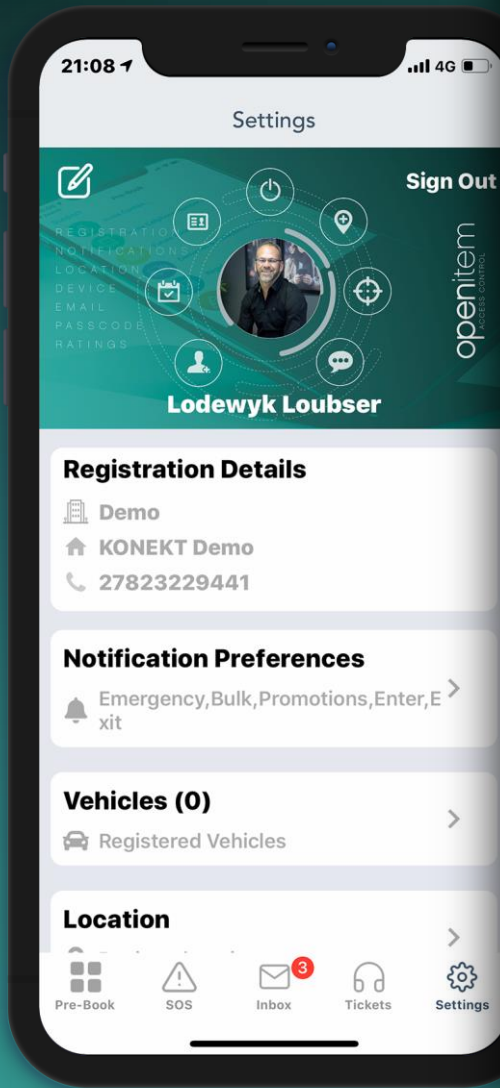 21:08
4G
Settings
Sign Out
REGISTRATION
NOTIFICATIONS
LOCATION
DEVICE
EMAIL
PASSCODE
RATINGS
openitem
ACCESS CONTROL
Lodewyk Loubser
Registration Details
Demo
KONEKT Demo
27823229441
Notification Preferences
Emergency,Bulk,Promotions,Enter,E
xit
Vehicles (0)
Registered Vehicles
Location
3
Pre-Book
SOS
Inbox
Tickets
Settings